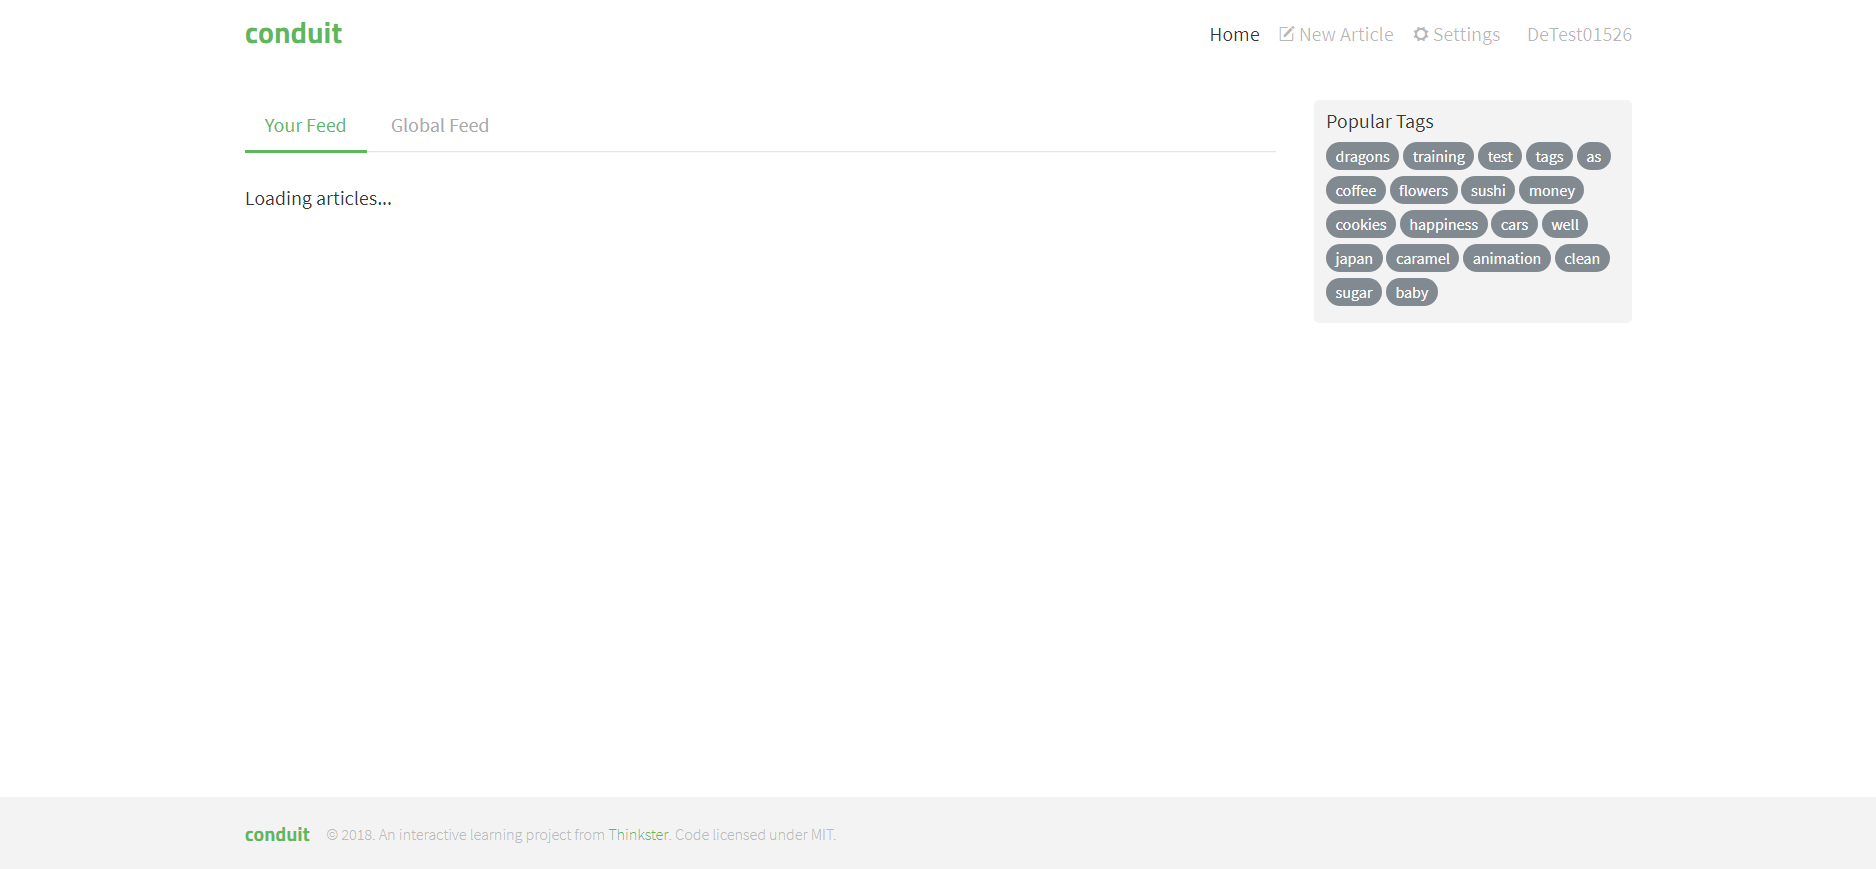 conduit
Home New Article Settings DeTest01526
Your Feed Global Feed
Loading articles...
Popular Tags
dragons training test tags as
coffee flowers sushi money
cookies happiness cars well
japan caramel animation clean
sugar baby
conduit © 2018. An interactive learning project from Thinkster. Code licensed under MIT.